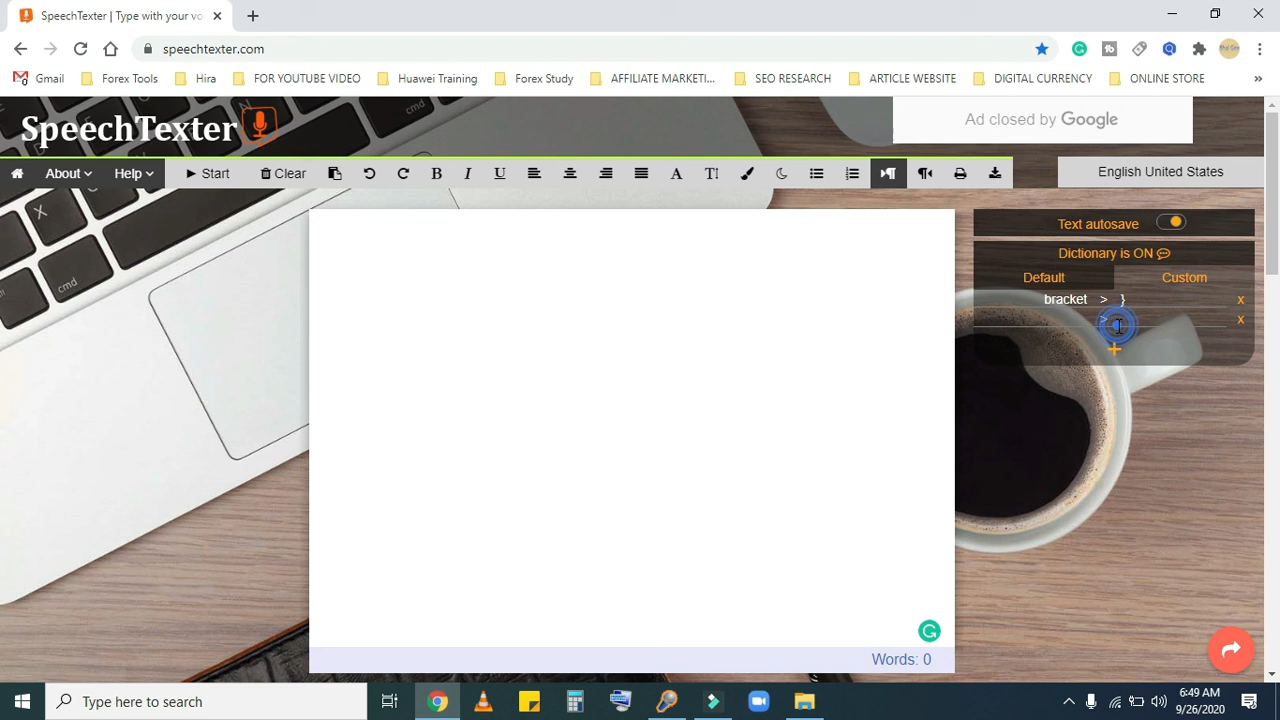 SpeechTexter | Type with your vo
speechtexter.com
Gmail
Forex Tools
Hira
FOR YOUTUBE VIDEO
Huawei Training
Forex Study
AFFILIATE MARKETI...
SEO RESEARCH
ARTICLE WEBSITE
DIGITAL CURRENCY
ONLINE STORE
»
SpeechTexter
Ad closed by Google
About
Help
Start
Clear
B
I
U
A
English United States
Text autosave
Dictionary is ON
Default
Custom
bracket > }
x
>
x
+
cmd
cmd
X
N
Words: 0
Type here to search
6:49 AM
9/26/2020